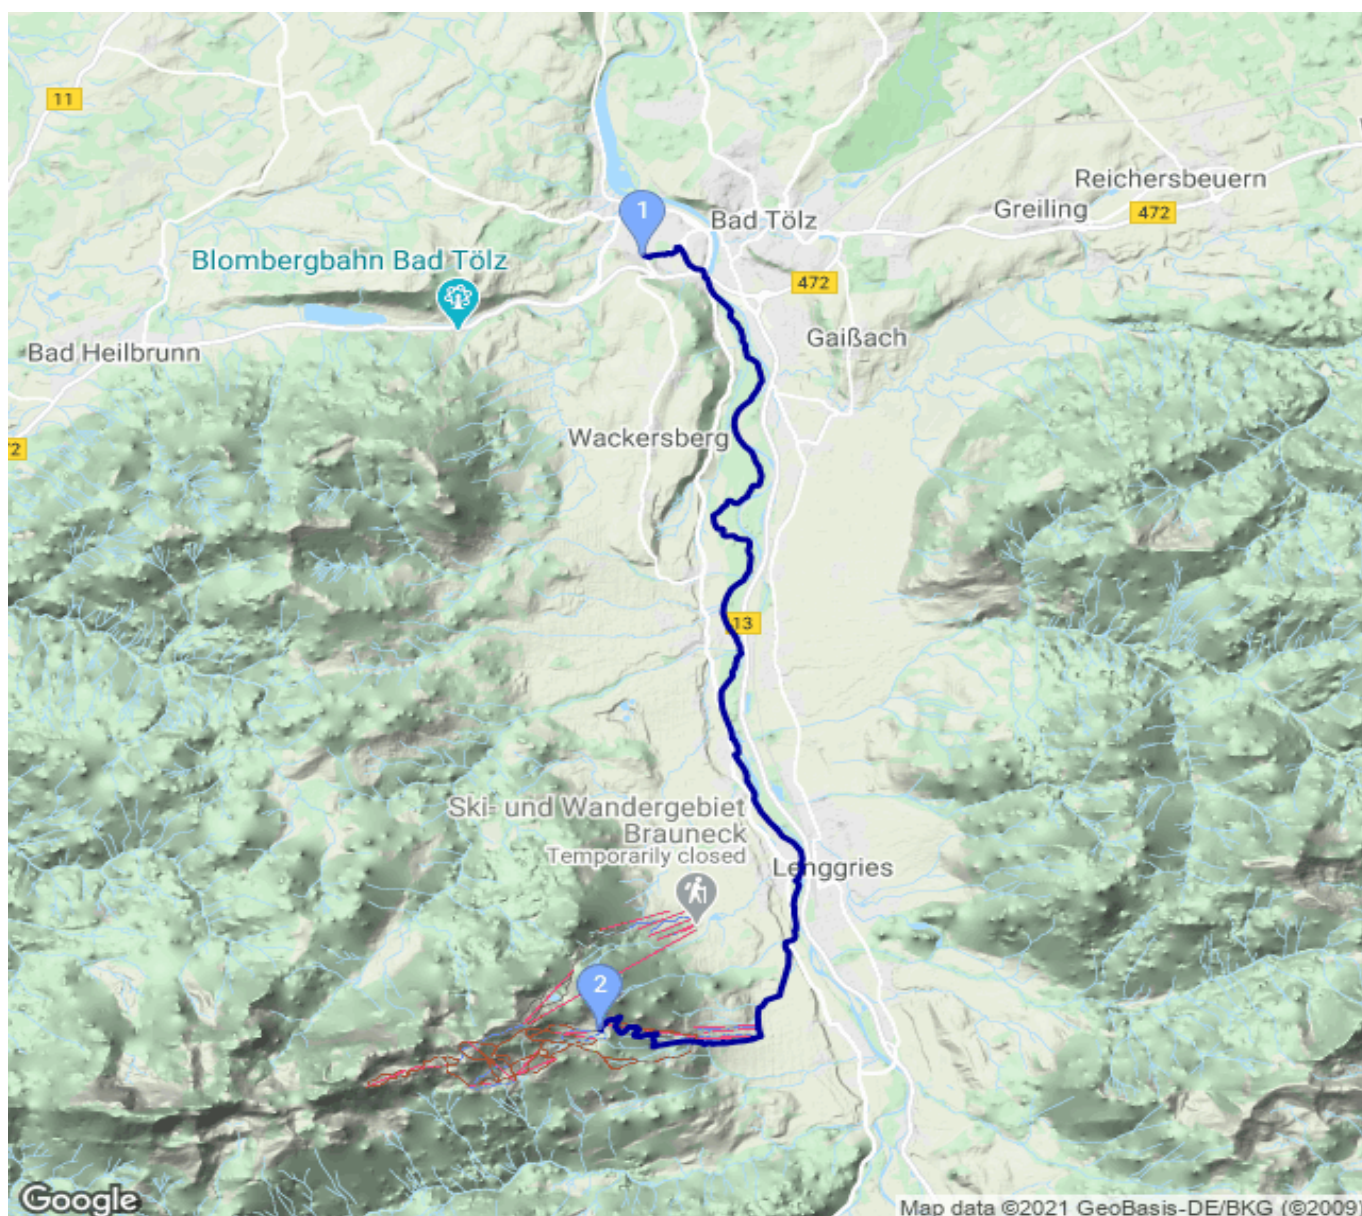 11
Reichersbeuern
Greiling
472
1
Bad Tölz
Blombergbahn Bad Tölz
472
Bad Heilbrunn
Gaißach
Wackersberg
72
13
Ski- und Wandergebiet
Brauneck
Temporarily closed
Lenggries
2
Google
Map data ©2021 GeoBasis-DE/BKG (©2009)